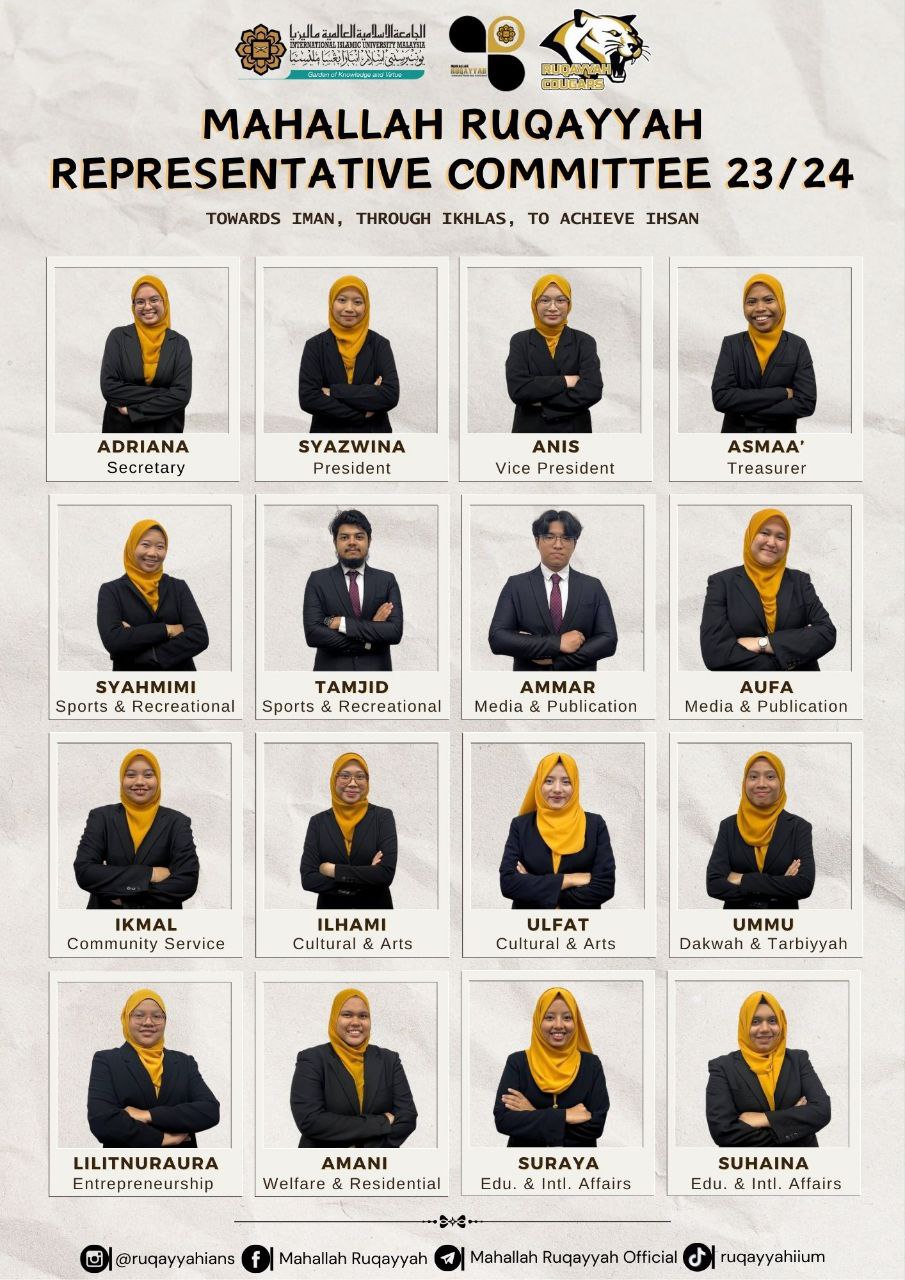 الجامعة الإسلامية العالمية ماليزيا
INTERNATIONAL ISLAMIC UNIVERSITY MALAYSIA
يونيۏرسيتي اسلام انتارابڠسا مليسيا
Garden of Knowledge and Virtue
MAHALLAH
RUQAYYAH
RUQAYYAH
COUGARS
MAHALLAH RUQAYYAH
REPRESENTATIVE COMMITTEE 23/24
TOWARDS IMAN, THROUGH IKHLAS, TO ACHIEVE IHSAN
ADRIANA
Secretary
SYAZWINA
President
ANIS
Vice President
ASMAA’
Treasurer
SYAHMIMI
Sports & Recreational
TAMJID
Sports & Recreational
AMMAR
Media & Publication
AUFA
Media & Publication
IKMAL
Community Service
ILHAMI
Cultural & Arts
ULFAT
Cultural & Arts
UMMU
Dakwah & Tarbiyyah
LILITNURAURA
Entrepreneurship
AMANI
Welfare & Residential
SURAYA
Edu. & Intl. Affairs
SUHAINA
Edu. & Intl. Affairs
@ruqayyahians Mahallah Ruqayyah Mahallah Ruqayyah Official ruqayyahiium